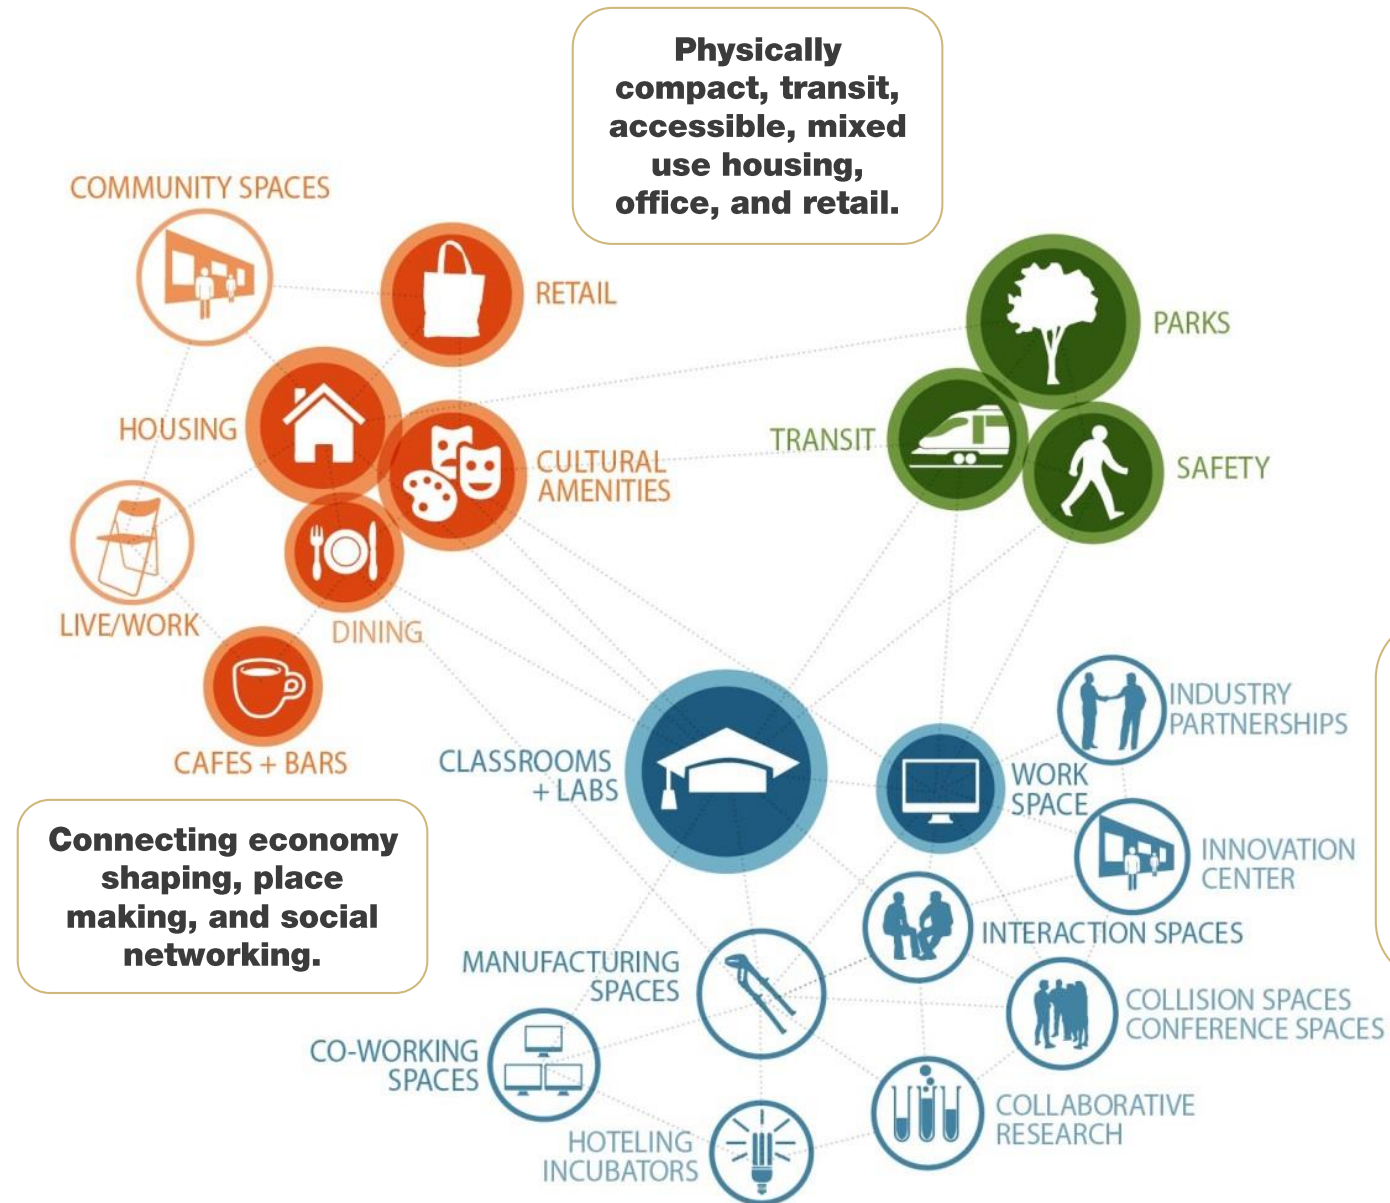 Physically
compact, transit,
accessible, mixed
use housing,
office, and retail.
COMMUNITY SPACES
RETAIL
PARKS
HOUSING
TRANSIT
CULTURAL
AMENITIES
SAFETY
LIVE/WORK
DINING
CAFES + BARS
CLASSROOMS
+ LABS
WORK
SPACE
INDUSTRY
PARTNERSHIPS
Connecting economy
shaping, place
making, and social
networking.
INNOVATION
CENTER
INTERACTION SPACES
MANUFACTURING
SPACES
COLLISION SPACES
CONFERENCE SPACES
CO-WORKING
SPACES
COLLABORATIVE
RESEARCH
HOTELING
INCUBATORS